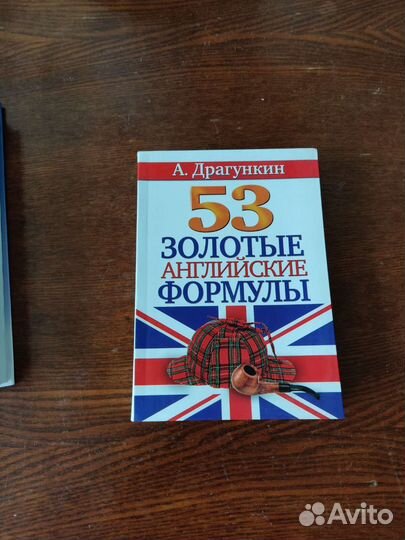 А. Драгункин
53
ЗОЛОТЫЕ
АНГЛИЙСКИЕ
ФОРМУЛЫ
Avito